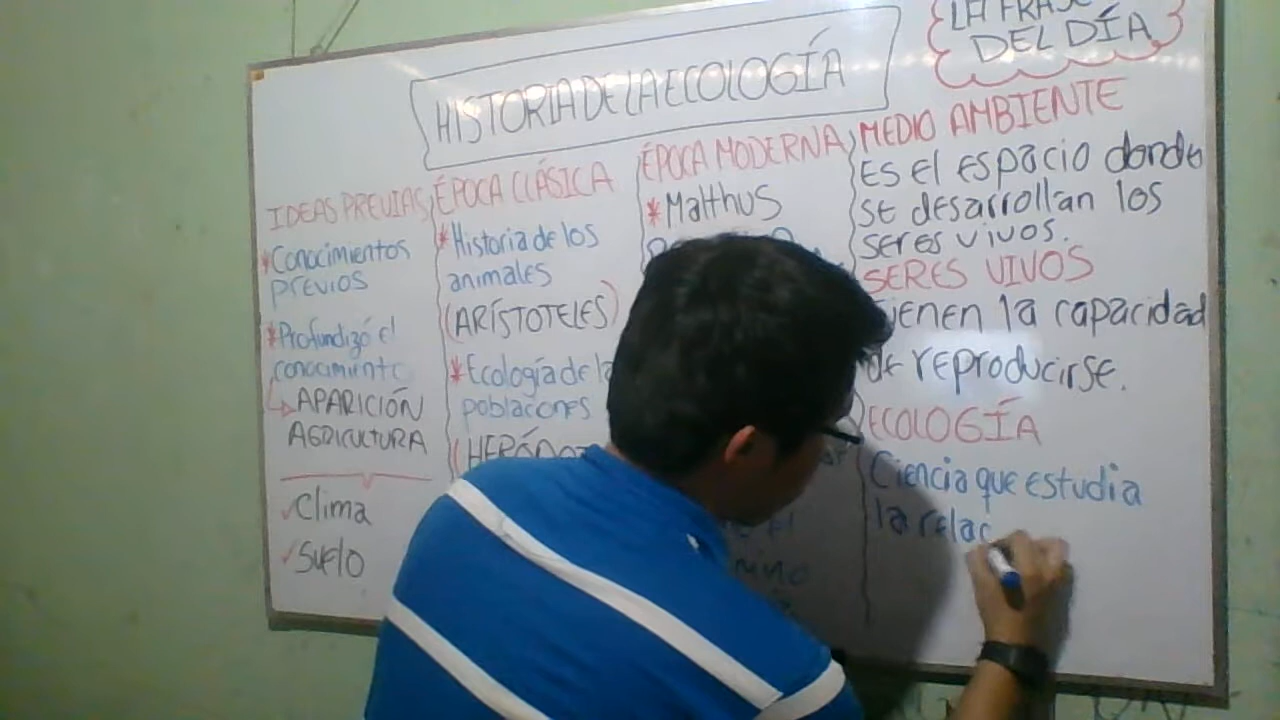 LA FRASE
DEL DÍA
HISTORIA DE LA ECOLOGÍA
IDEAS PREVIAS
*Conocimientos
previos
*Profundizó el
conocimiento
APARICIÓN
AGRICULTURA
✓Clima
✓Suelo
ÉPOCA CLÁSICA
*Historia de los
animales
(ARÍSTOTELES)
*Ecología de la
poblaciones
(HERÓDOT
ÉPOCA MODERNA
*Malthus
MEDIO AMBIENTE
Es el espacio donde
se desarrollan los
seres vivos.
SERES VIVOS
tienen la capacidad
de reproducirse.
ECOLOGÍA
Ciencia que estudia
la relac